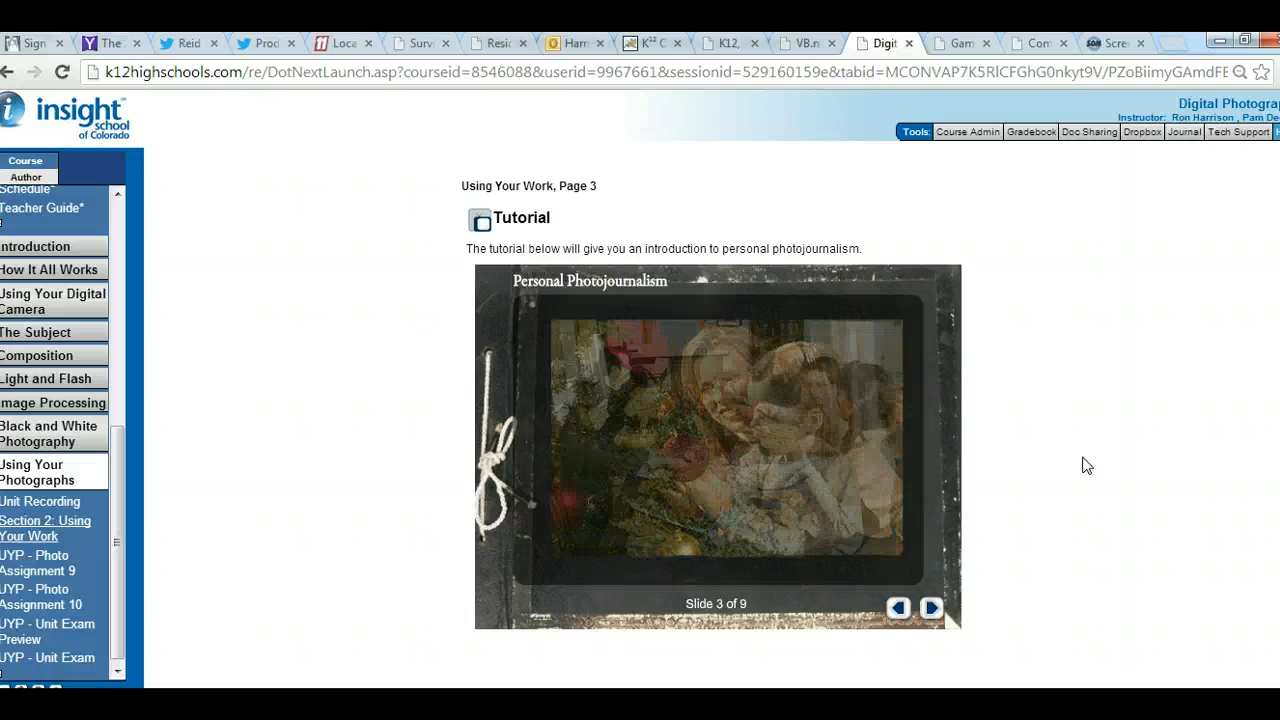 Sign
The
Reid
Prod
Loca
Surv
Resic
Harr
K¹² C
K12,
VB.n
Digit
Gam
Com
Scre
k12highschools.com/re/DotNextLaunch.asp?courseid=8546088&userid=9967661&sessionid=529160159e&tabid=MCONVAP7K5RlCFGhG0nkyt9V/PZoBiimyGAmdFE
insight
school
of Colorado
Digital Photogra
Instructor: Ron Harrison , Pam De
Tools: Course Admin Gradebook Doc Sharing Dropbox Journal Tech Support H
Course
Author
Schedule*
Teacher Guide*
ntroduction
How It All Works
Using Your Digital
Camera
The Subject
Composition
Light and Flash
mage Processing
Black and White
Photography
Using Your
Photographs
Unit Recording
Section 2: Using
Your Work
UYP - Photo
Assignment 9
UYP - Photo
Assignment 10
UYP - Unit Exam
Preview
UYP - Unit Exam
Using Your Work, Page 3
Tutorial
The tutorial below will give you an introduction to personal photojournalism.
Personal Photojournalism
Slide 3 of 9